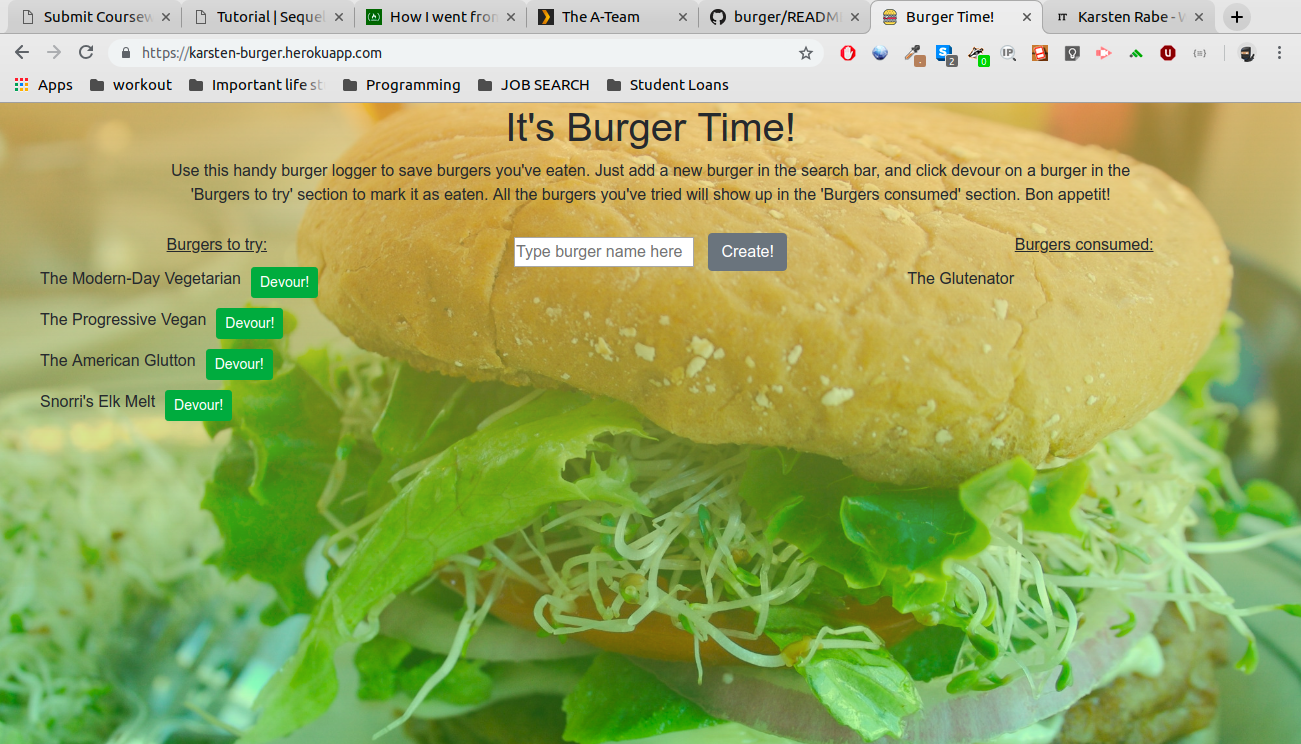 Submit Coursew
Tutorial | Sequel
How I went from
The A-Team
burger/READM
Burger Time!
Karsten Rabe - W
https://karsten-burger.herokuapp.com
2
0
IP
Apps
workout
Important life st
Programming
JOB SEARCH
Student Loans
It's Burger Time!
Use this handy burger logger to save burgers you've eaten. Just add a new burger in the search bar, and click devour on a burger in the
'Burgers to try' section to mark it as eaten. All the burgers you've tried will show up in the 'Burgers consumed' section. Bon appetit!
Burgers to try:
The Modern-Day Vegetarian Devour!
The Progressive Vegan Devour!
The American Glutton Devour!
Snorri's Elk Melt Devour!
Type burger name here Create!
Burgers consumed:
The Glutenator